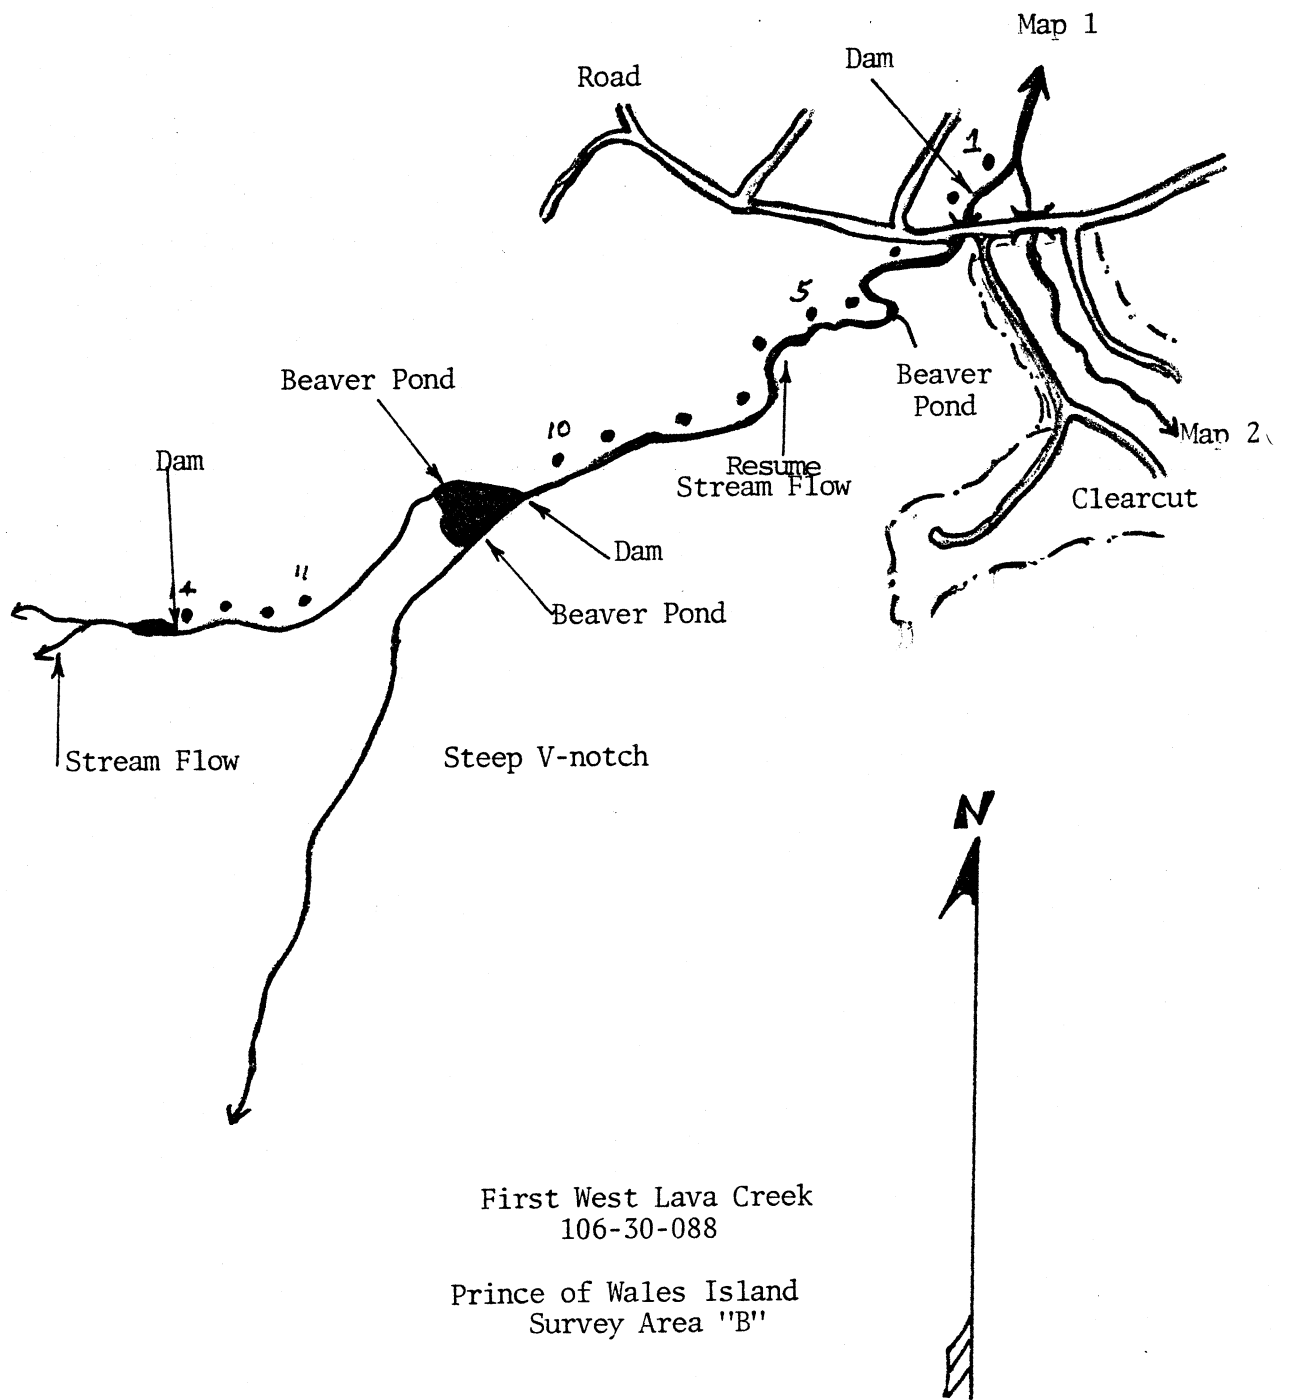 Map 1
Dam
Road
1
5
Beaver Pond
Beaver
Pond
10
Map 2
Dam
Resume
Stream Flow
Clearcut
Dam
11
4
Beaver Pond
Stream Flow
Steep V-notch
N
First West Lava Creek
106-30-088
Prince of Wales Island
Survey Area "B"